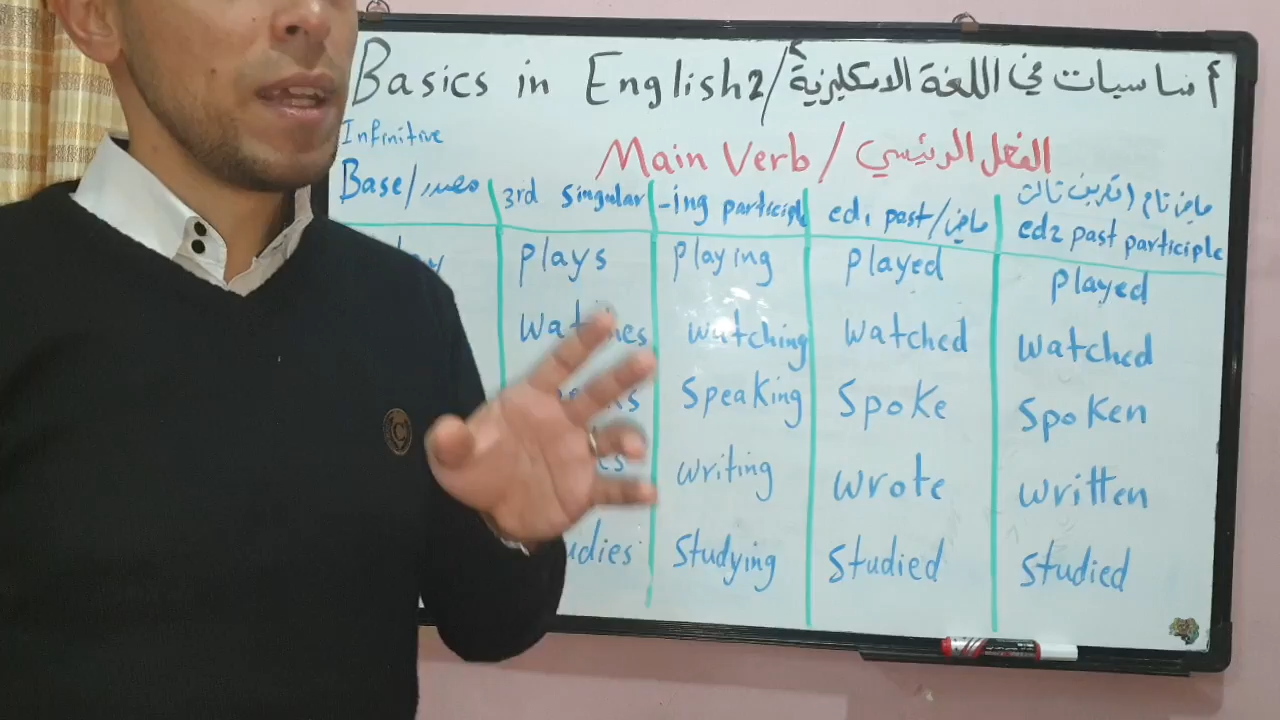 Basics in English2/أساسيات في اللغة الانكليزية
Infinitive
Main Verb / الفعل الرئيسي
Base/مصدر
3rd singular
-ing participle
ed1 past/ماضي
ماضي تام
ed2 past participle
plays playing played played
watches watching watched watched
speaking spoke spoken
writing wrote written
studying studied studied